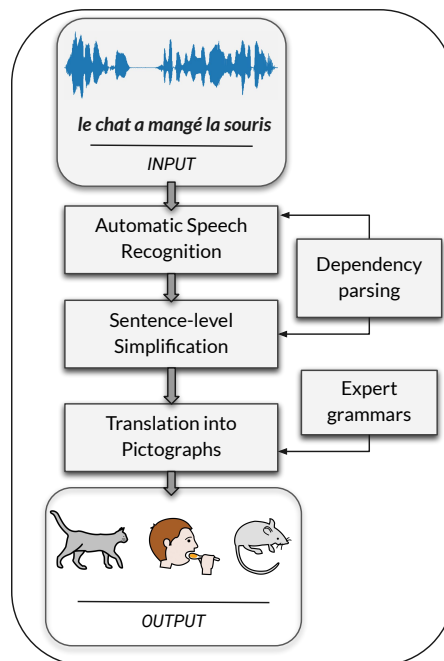 le chat a mangé la souris
INPUT
Automatic Speech
Recognition
Dependency
parsing
Sentence-level
Simplification
Expert
grammars
Translation into
Pictographs
OUTPUT